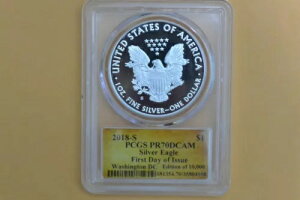 UNITED STATES OF AMERICA
S
1 OZ. FINE SILVER~ONE DOLLAR
2018-S $1
PCGS PR70DCAM
Silver Eagle
First Day of Issue
Washington DC Edition of 10,000